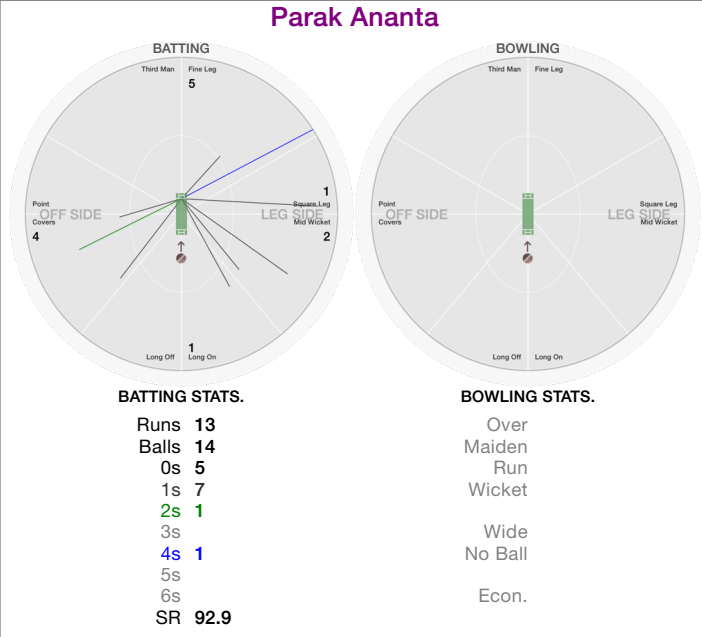 Parak Ananta
BATTING
BOWLING
Third Man Fine Leg
5
Third Man Fine Leg
1
Point
Square Leg
OFF SIDE
LEG SIDE
Covers
Mid Wicket
4
2
Point
Square Leg
OFF SIDE
LEG SIDE
Covers
Mid Wicket
1
Long Off Long On
Long Off Long On
BATTING STATS.
Runs 13
Balls 14
0s 5
1s 7
2s 1
3s
4s 1
5s
6s
SR 92.9
BOWLING STATS.
Over
Maiden
Run
Wicket
Wide
No Ball
Econ.